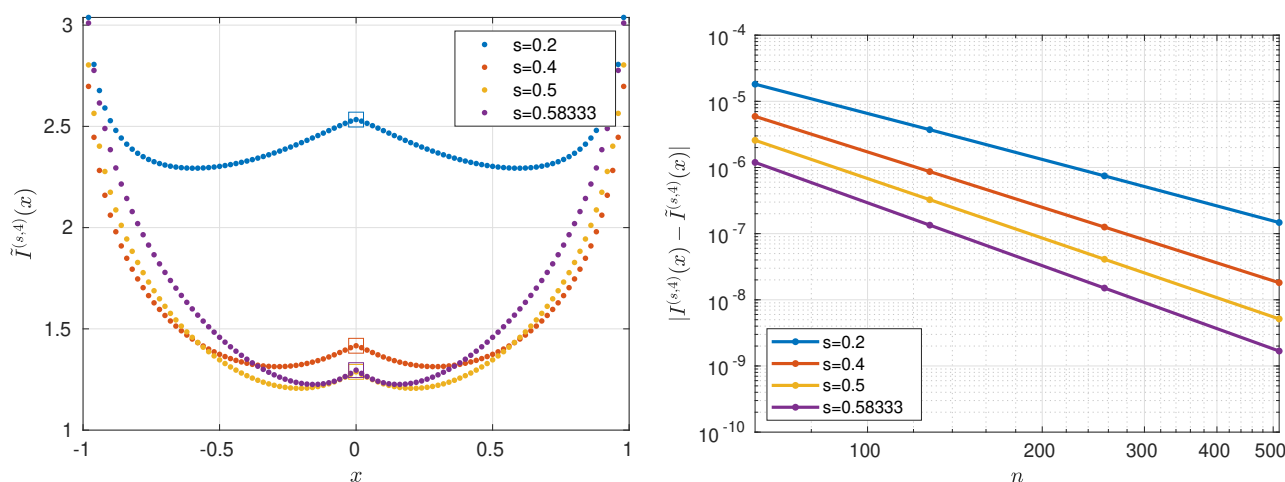 3
2.5
2
1.5
1
-1
-0.5
0
0.5
1
x
Ĩ^{(s,4)}(x)
s=0.2
s=0.4
s=0.5
s=0.58333
10^{-4}
10^{-5}
10^{-6}
10^{-7}
10^{-8}
10^{-9}
10^{-10}
100
200
300
400
500
n
|I^{(s,4)}(x) − Ĩ^{(s,4)}(x)|
s=0.2
s=0.4
s=0.5
s=0.58333